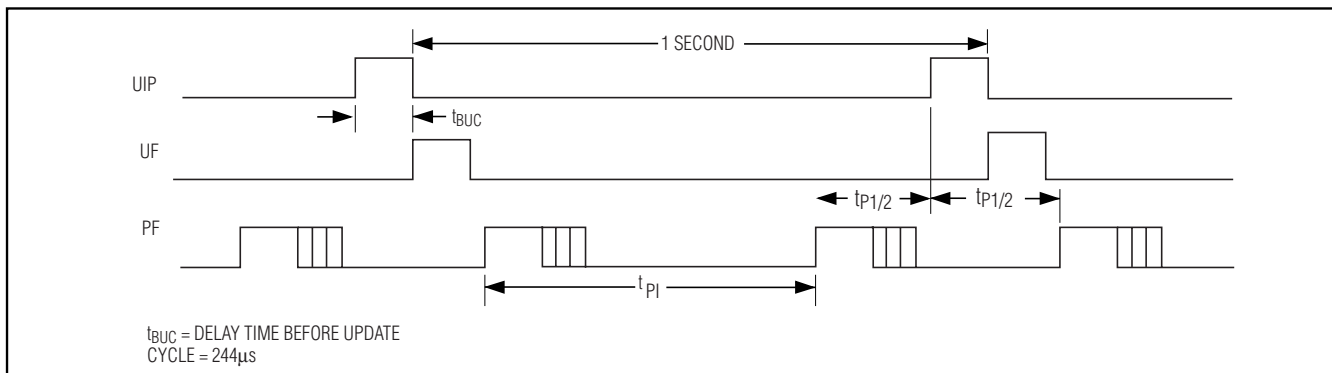 1 SECOND
UIP
tBUC
UF
tP1/2 tP1/2
PF
tPI
tBUC = DELAY TIME BEFORE UPDATE
CYCLE = 244μs